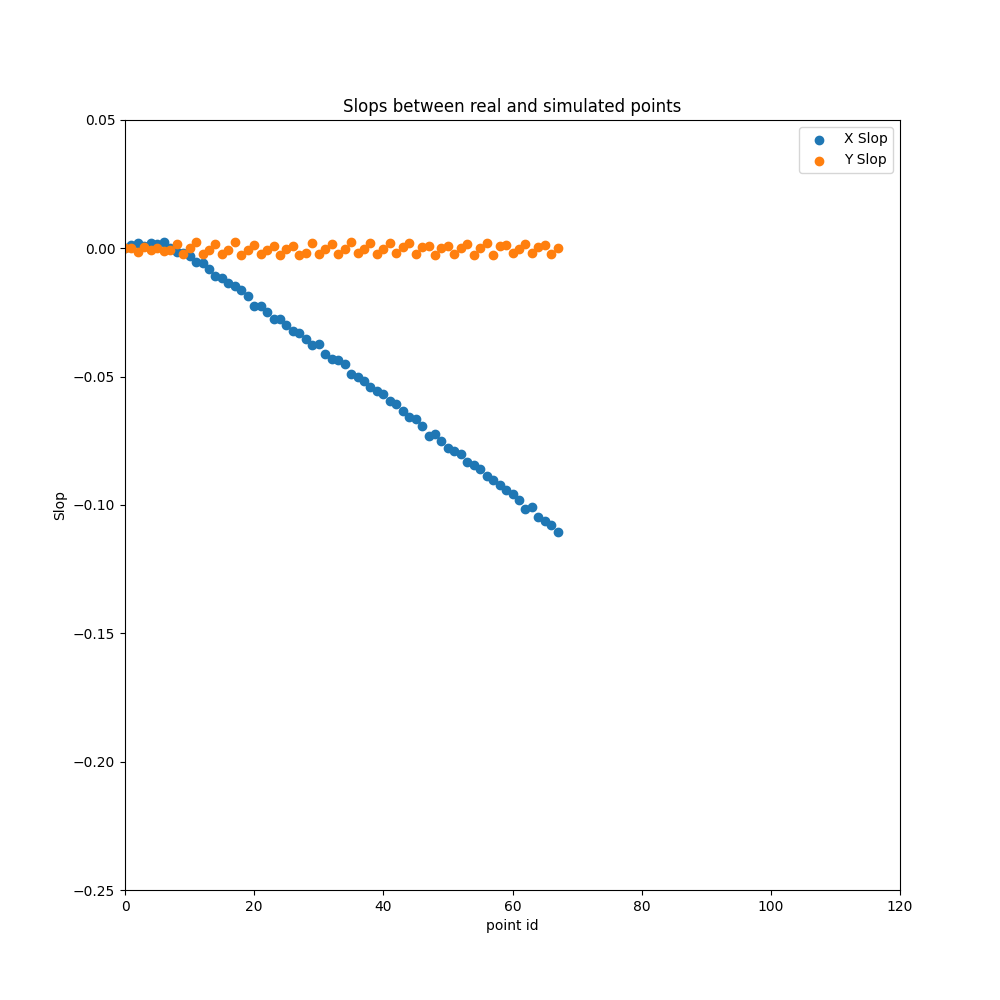 Slops between real and simulated points
X Slop
Y Slop
0.05
0.00
−0.05
−0.10
−0.15
−0.20
−0.25
Slop
0 20 40 60 80 100 120
point id